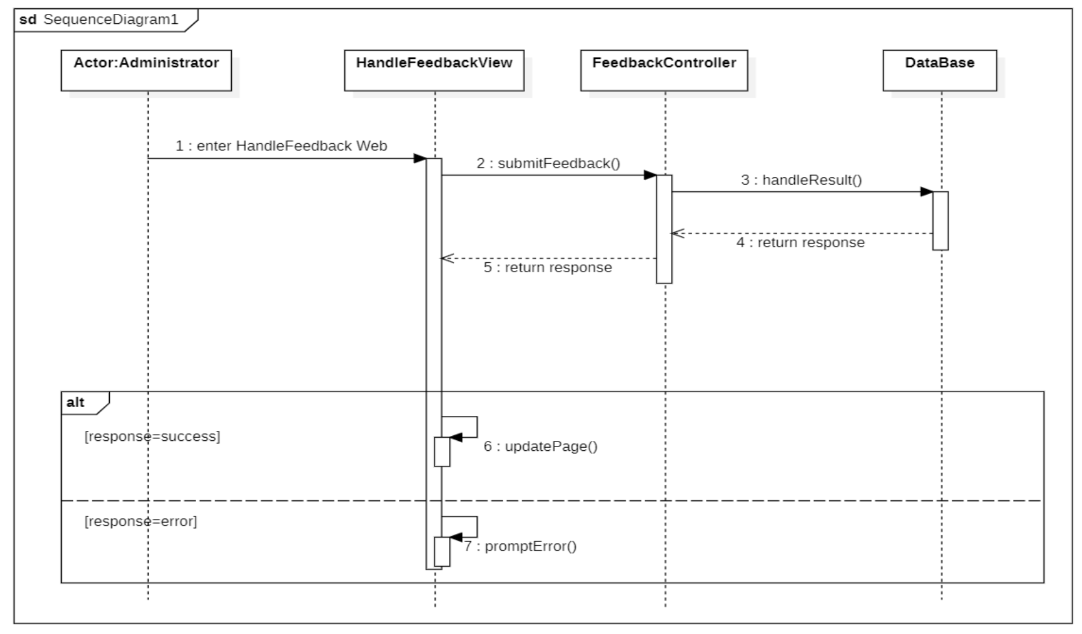 sd SequenceDiagram1
Actor:Administrator
HandleFeedbackView
FeedbackController
DataBase
1 : enter HandleFeedback Web
2 : submitFeedback()
3 : handleResult()
4 : return response
5 : return response
alt
[response=success]
6 : updatePage()
[response=error]
7 : promptError()